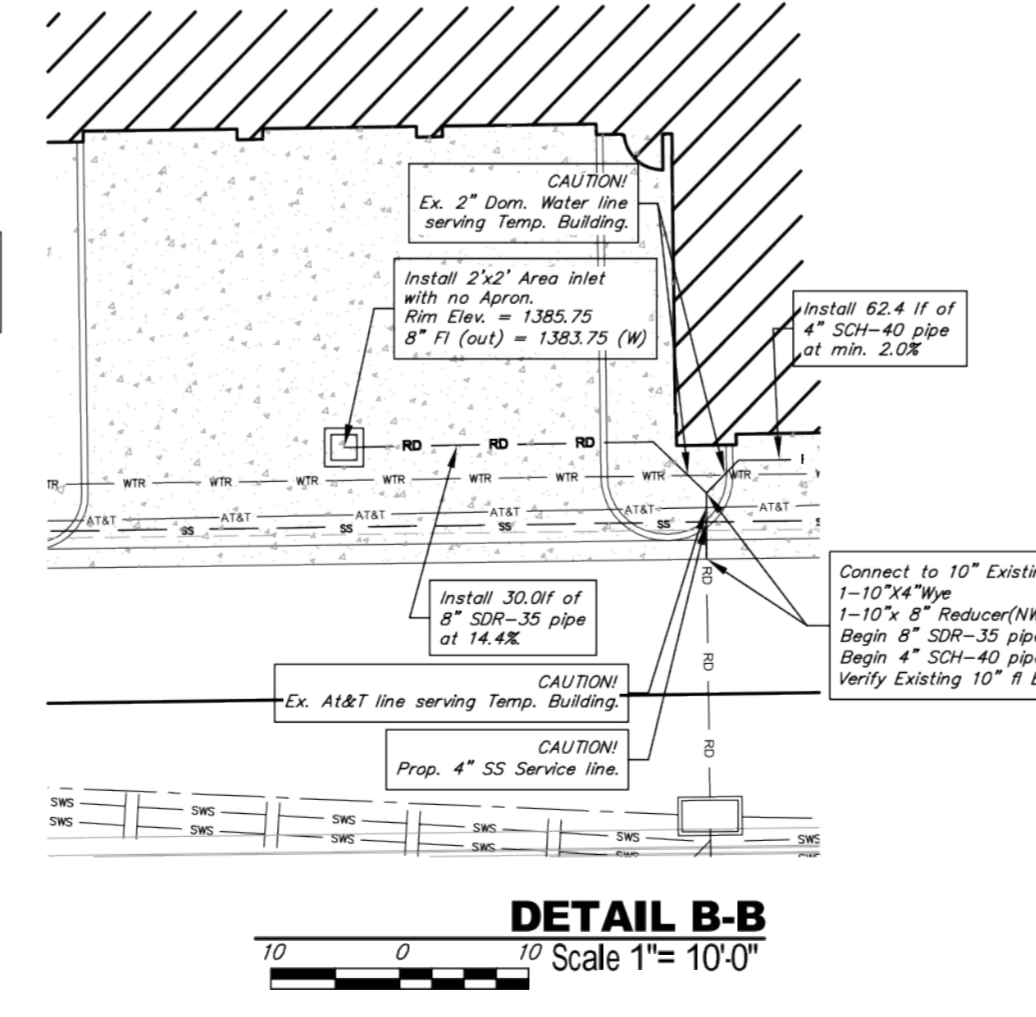 CAUTION!
Ex. 2" Dom. Water line
serving Temp. Building.
Install 2'x2' Area inlet
with no Apron.
Rim Elev. = 1385.75
8" Fl (out) = 1383.75 (W)
Install 62.4 lf of
4" SCH-40 pipe
at min. 2.0%
RD RD RD
TR WTR WTR WTR WTR WTR WTR WTR
AT&T AT&T AT&T AT&T AT&T AT&T
SS SS SS SS
Install 30.0lf of
8" SDR-35 pipe
at 14.4%
RD
RD
RD
Connect to 10"
1-10"X4"Wye
1-10"x 8"
Begin 8" SDR-35
Begin 4" SCH-40
Verify Existing 10" fl
CAUTION!
Ex. At&T line serving Temp. Building.
CAUTION!
Prop. 4" SS Service line.
SWS SWS SWS SWS SWS SWS
SWS SWS SWS SWS
DETAIL B-B
10 0 10 Scale 1"= 10'-0"